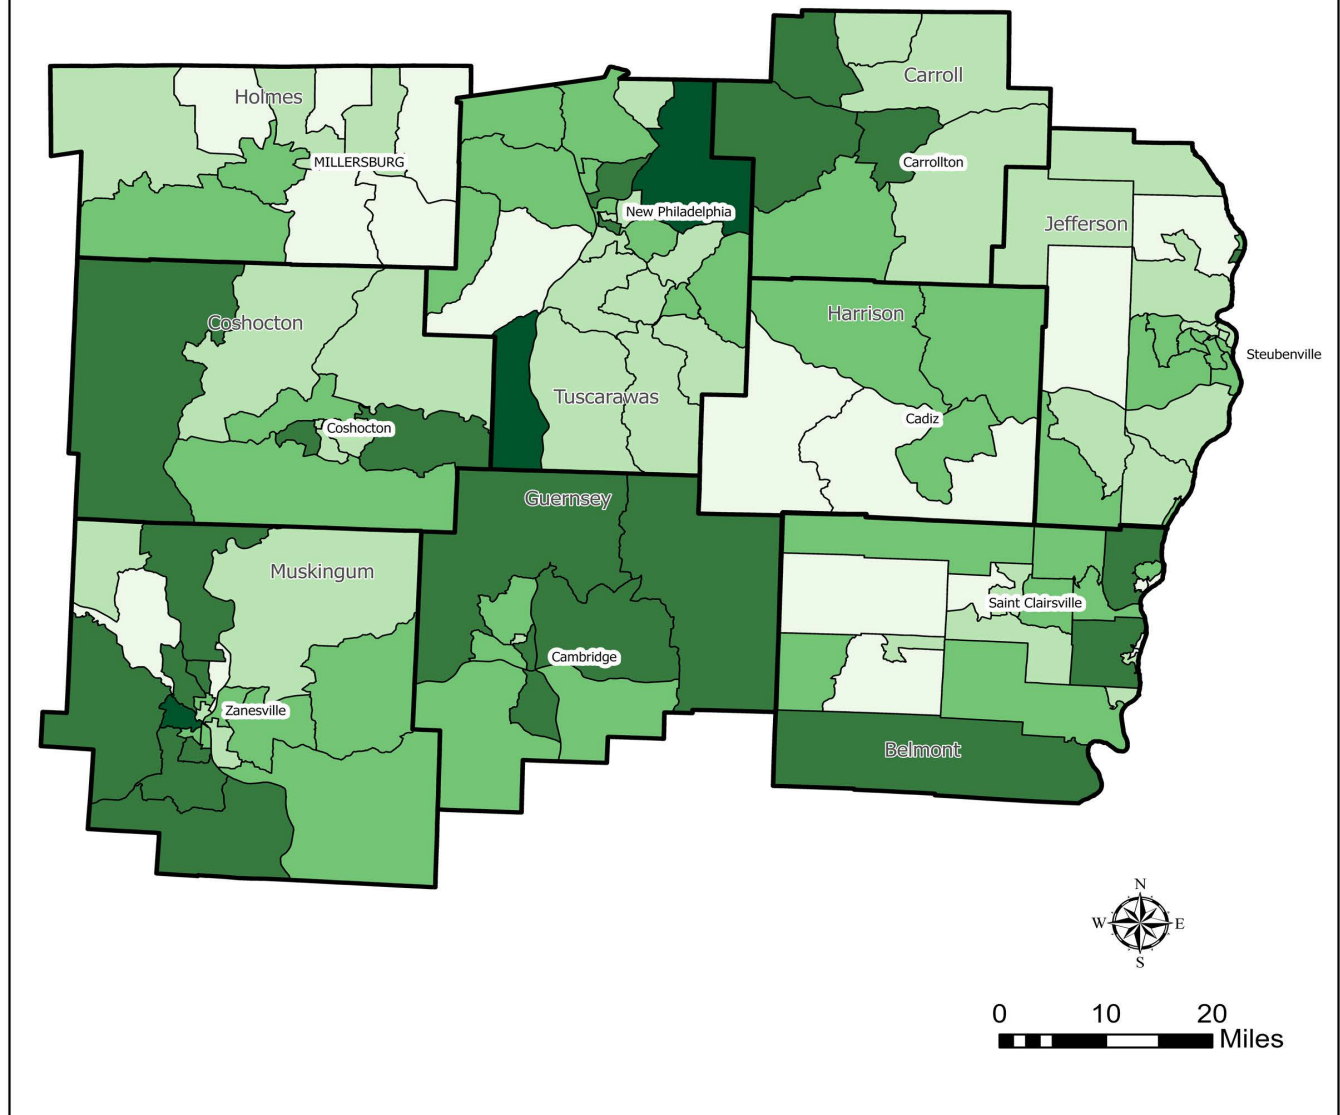 Carroll
Holmes
MILLERSBURG
Carrollton
New Philadelphia
Jefferson
Harrison
Coshocton
Steubenville
Tuscarawas
Cadiz
Coshocton
Guernsey
Muskingum
Saint Clairsville
Cambridge
Zanesville
Belmont
N
W E
S
0 10 20
Miles